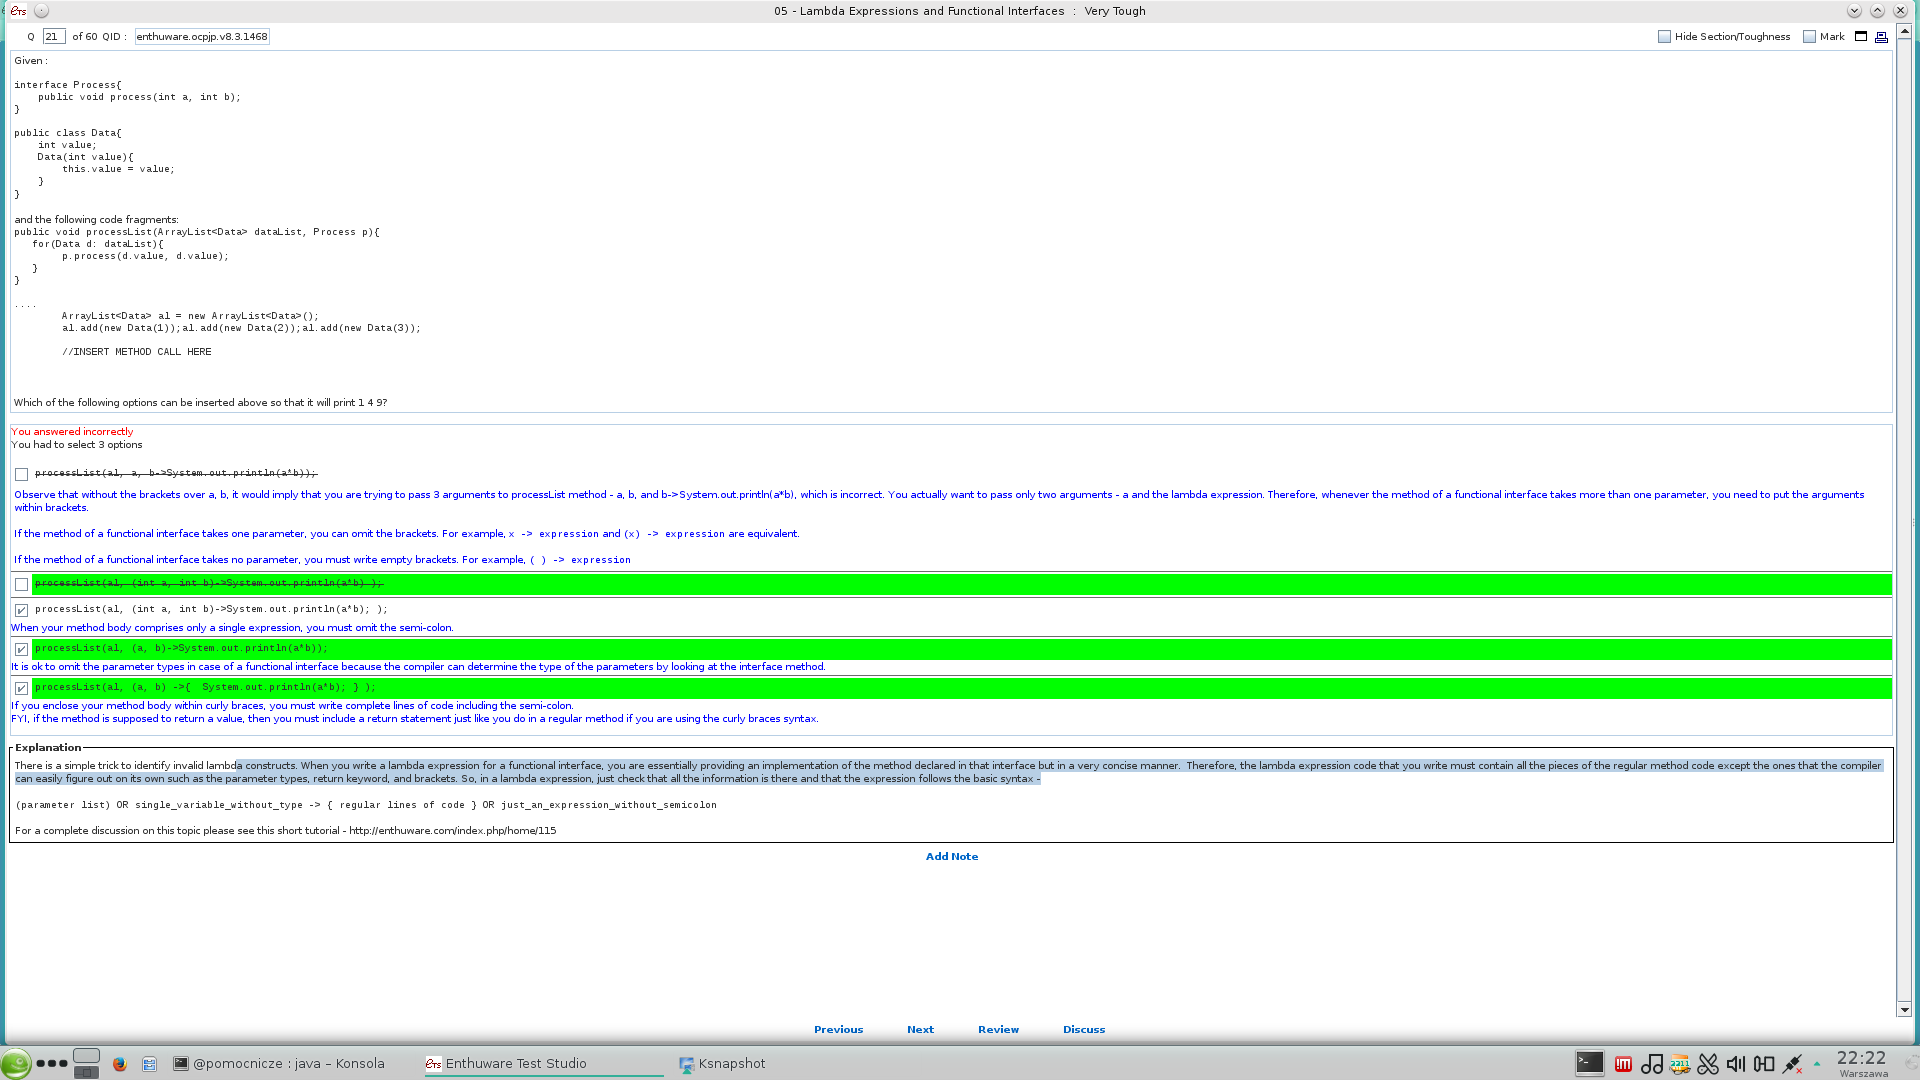 ETS
05 - Lambda Expressions and Functional Interfaces : Very Tough
Q 21 of 60 QID : enthuware.ocpjp.v8.3.1468
Hide Section/Toughness Mark
Given :
interface Process{
public void process(int a, int b);
}
public class Data{
int value;
Data(int value){
this.value = value;
}
}
and the following code fragments:
public void processList(ArrayList<Data> dataList, Process p){
for(Data d: dataList){
p.process(d.value, d.value);
}
}
....
ArrayList<Data> al = new ArrayList<Data>();
al.add(new Data(1));al.add(new Data(2));al.add(new Data(3));
//INSERT METHOD CALL HERE
Which of the following options can be inserted above so that it will print 1 4 9?
You answered incorrectly
You had to select 3 options
processList(al, a, b->System.out.println(a*b));
Observe that without the brackets over a, b, it would imply that you are trying to pass 3 arguments to processList method - a, b, and b->System.out.println(a*b), which is incorrect. You actually want to pass only two arguments - a and the lambda expression. Therefore, whenever the method of a functional interface takes more than one parameter, you need to put the arguments
within brackets.
If the method of a functional interface takes one parameter, you can omit the brackets. For example, x -> expression and (x) -> expression are equivalent.
If the method of a functional interface takes no parameter, you must write empty brackets. For example, ( ) -> expression
processList(al, (int a, int b)->System.out.println(a*b) );
processList(al, (int a, int b)->System.out.println(a*b); );
When your method body comprises only a single expression, you must omit the semi-colon.
processList(al, (a, b)->System.out.println(a*b));
It is ok to omit the parameter types in case of a functional interface because the compiler can determine the type of the parameters by looking at the interface method.
processList(al, (a, b) ->{ System.out.println(a*b); } );
If you enclose your method body within curly braces, you must write complete lines of code including the semi-colon.
FYI, if the method is supposed to return a value, then you must include a return statement just like you do in a regular method if you are using the curly braces syntax.
Explanation
There is a simple trick to identify invalid lambda constructs. When you write a lambda expression for a functional interface, you are essentially providing an implementation of the method declared in that interface but in a very concise manner. Therefore, the lambda expression code that you write must contain all the pieces of the regular method code except the ones that the compiler
can easily figure out on its own such as the parameter types, return keyword, and brackets. So, in a lambda expression, just check that all the information is there and that the expression follows the basic syntax -
(parameter list) OR single_variable_without_type -> { regular lines of code } OR just_an_expression_without_semicolon
For a complete discussion on this topic please see this short tutorial - http://enthuware.com/index.php/home/115
Add Note
Previous Next Review Discuss
@pomocnicze : java – Konsola
ETS Enthuware Test Studio
Ksnapshot
22:22
Warszawa